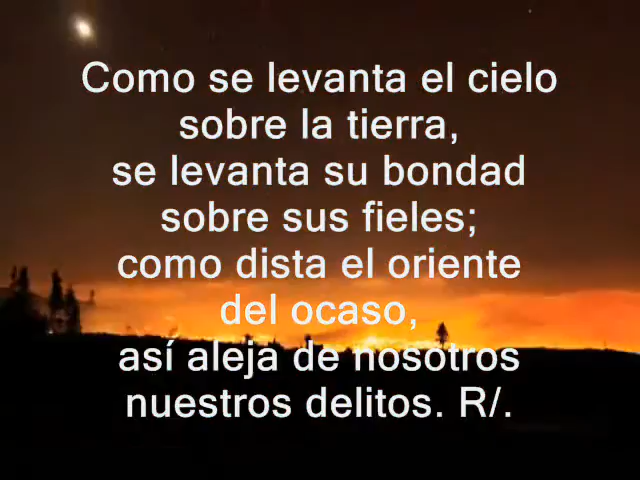 Como se levanta el cielo
sobre la tierra,
se levanta su bondad
sobre sus fieles;
como dista el oriente
del ocaso,
así aleja de nosotros
nuestros delitos. R/.